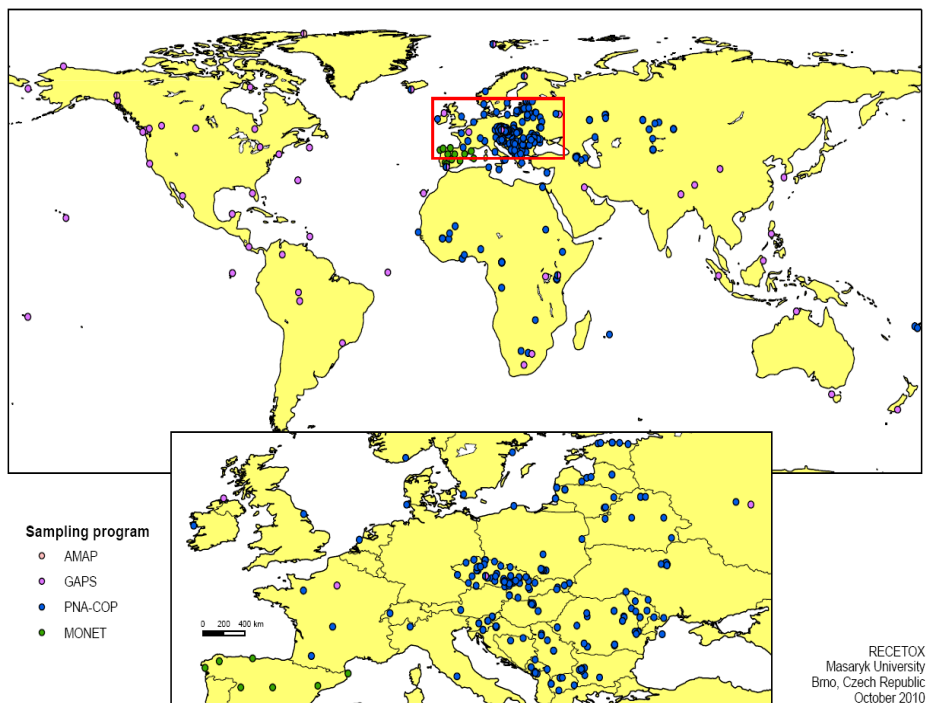 Sampling program
AMAP
GAPS
PNA-COP
MONET
0 200 400 km
RECETOX
Masaryk University
Brno, Czech Republic
October 2010